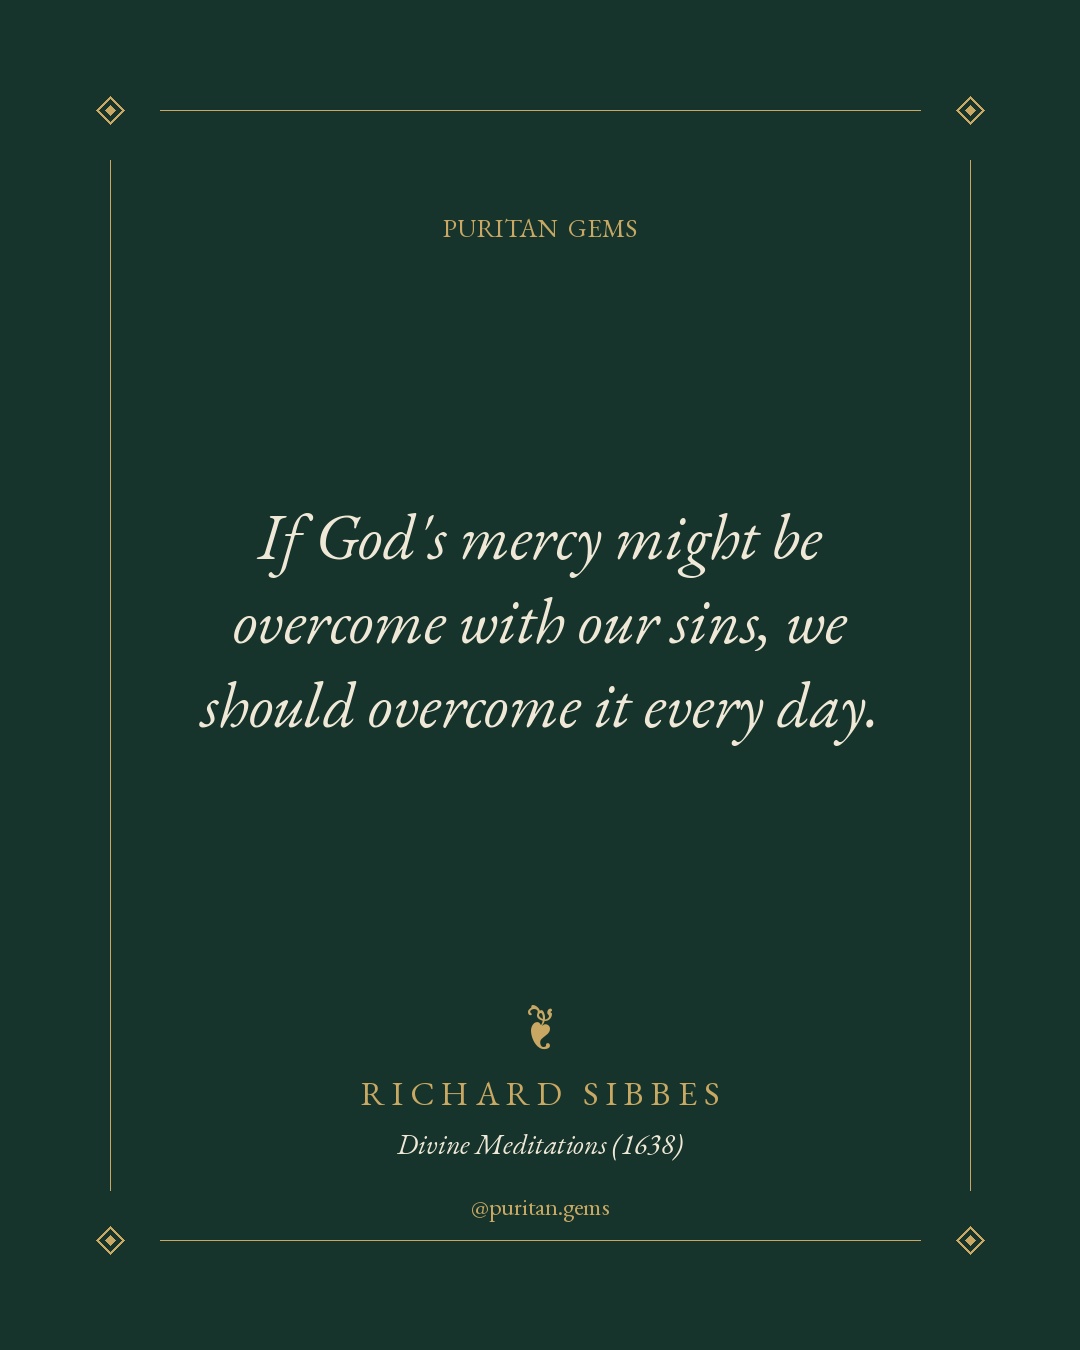 PURITAN GEMS
If God's mercy might be
overcome with our sins, we
should overcome it every day.
RICHARD SIBBES
Divine Meditations (1638)
@puritan.gems